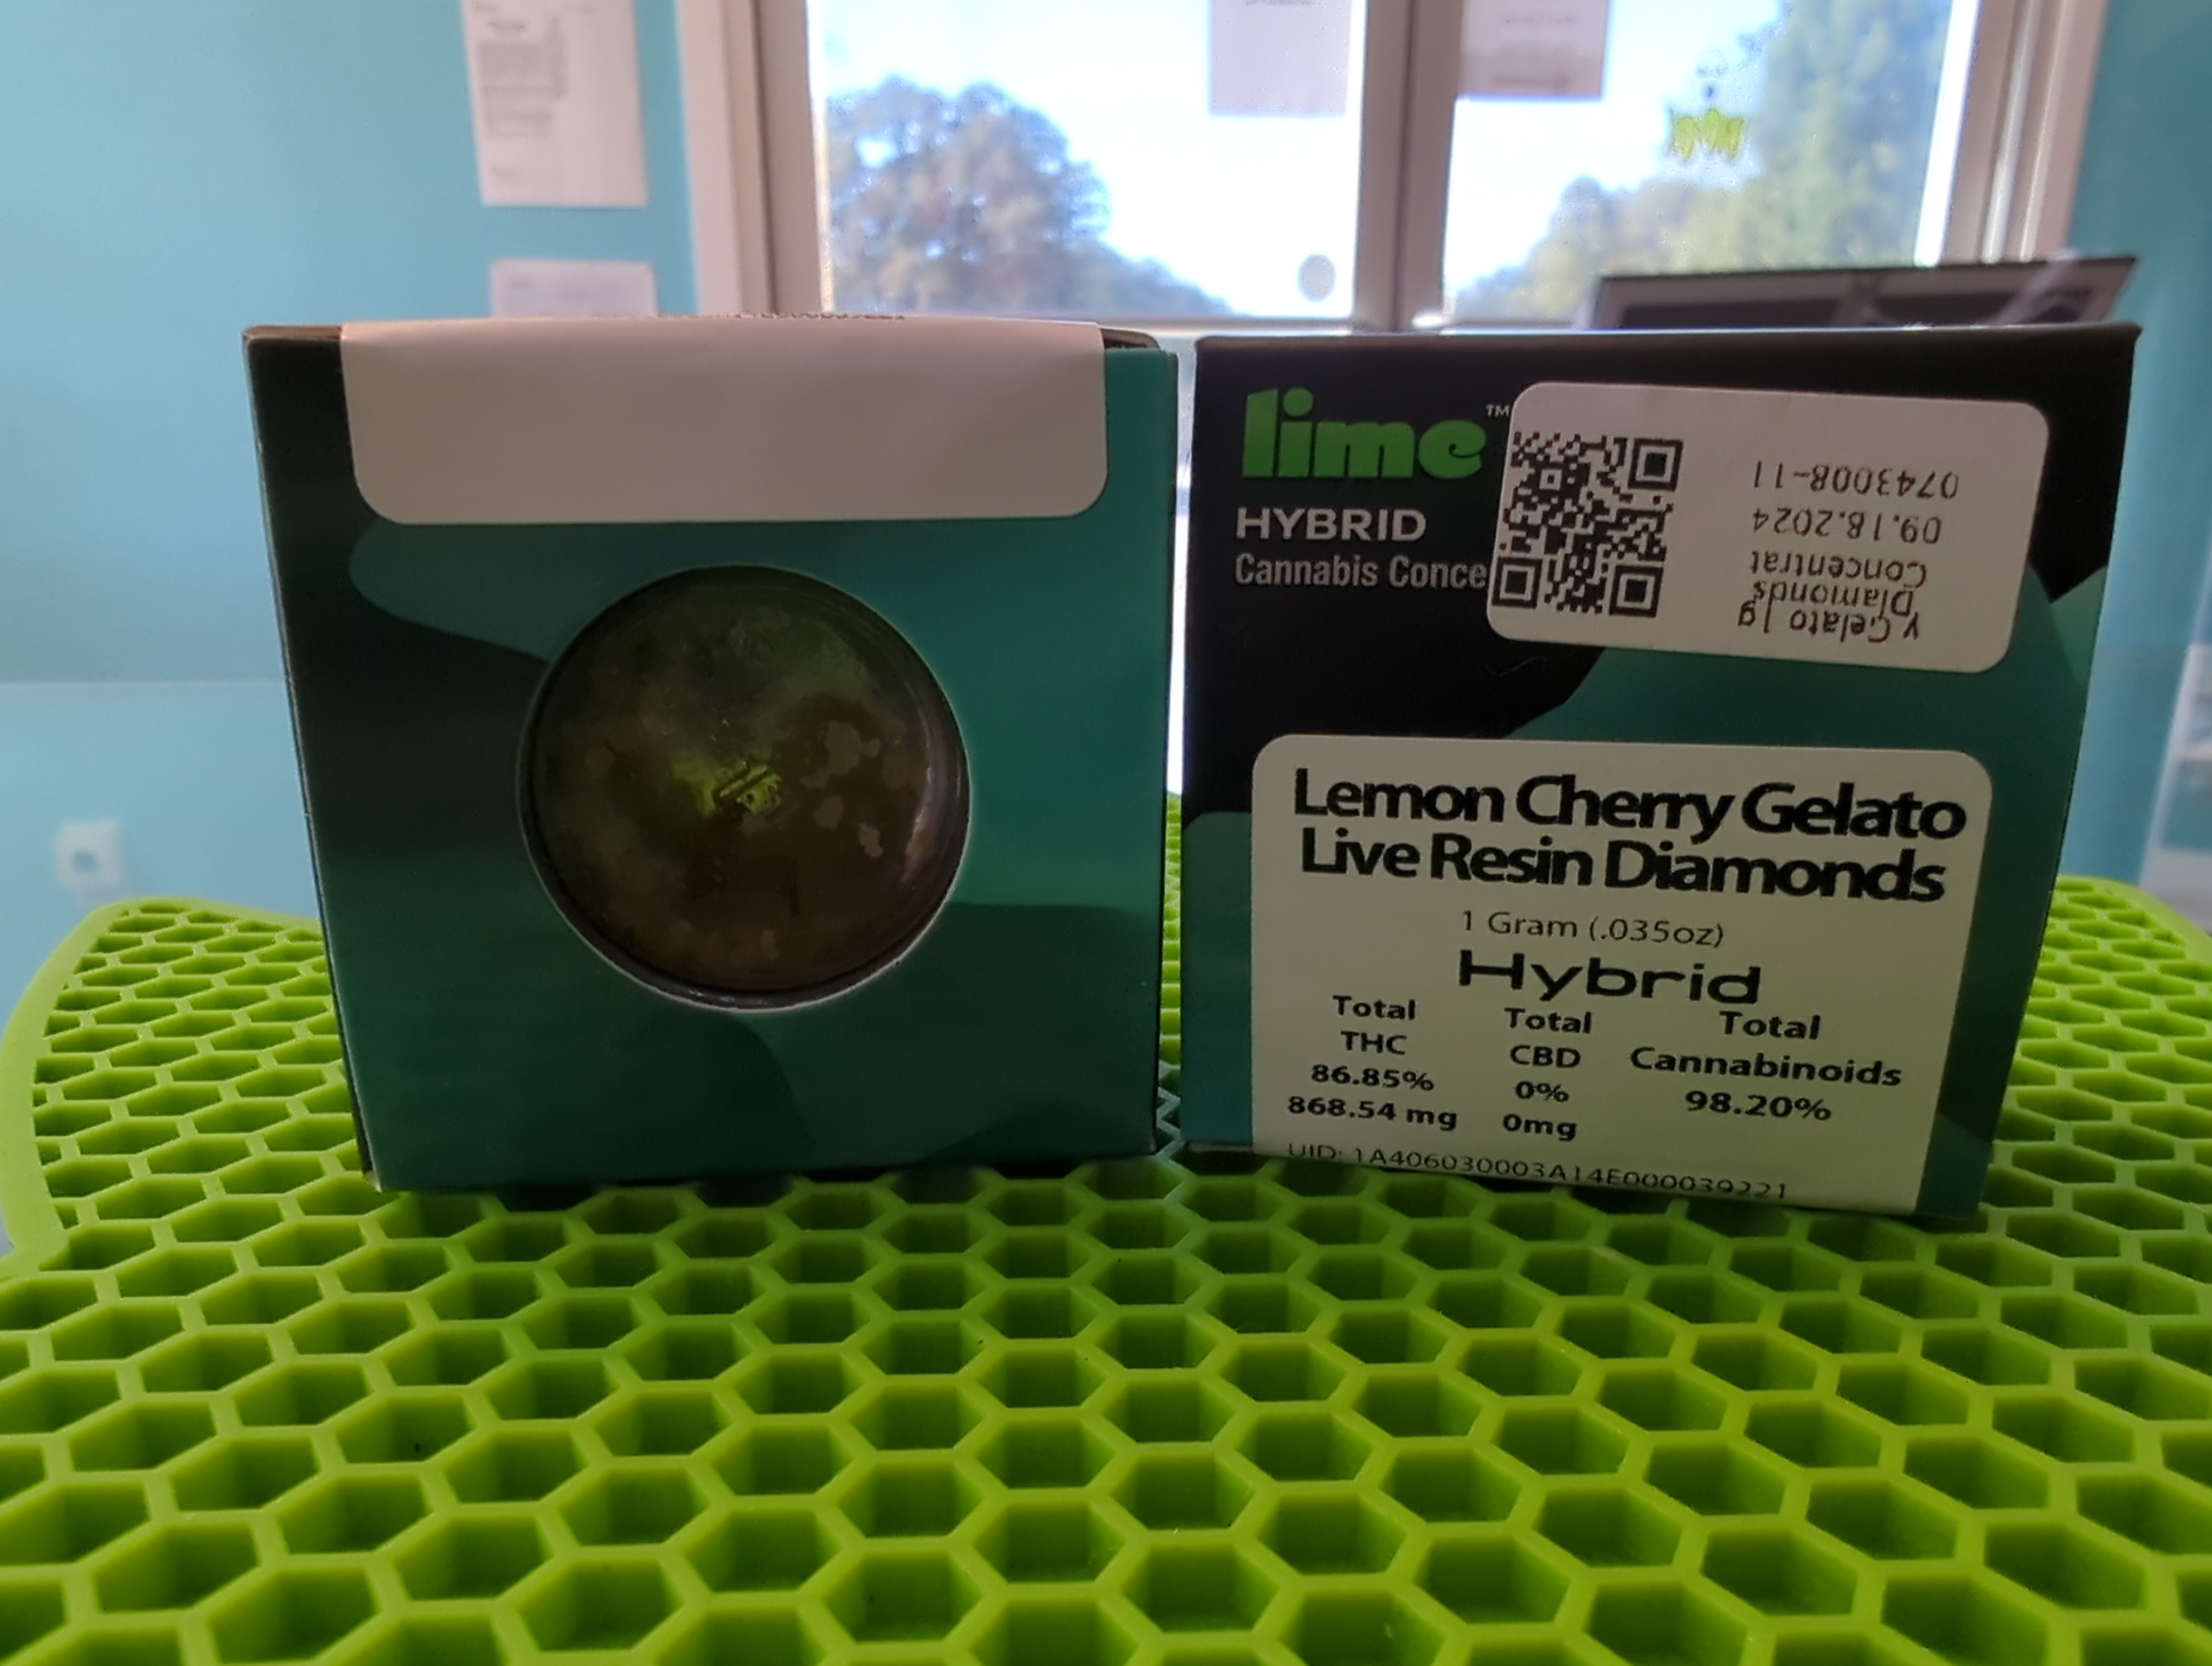 lime™
HYBRID
Cannabis Conce
y Gelato 1g
Diamonds
Concentrat
09.18.2024
0743008-11
Lemon Cherry Gelato
Live Resin Diamonds
1 Gram (.035oz)
Hybrid
Total Total Total
THC CBD Cannabinoids
86.85% 0% 98.20%
868.54 mg 0mg
UID: 1A406030003A14E000039221